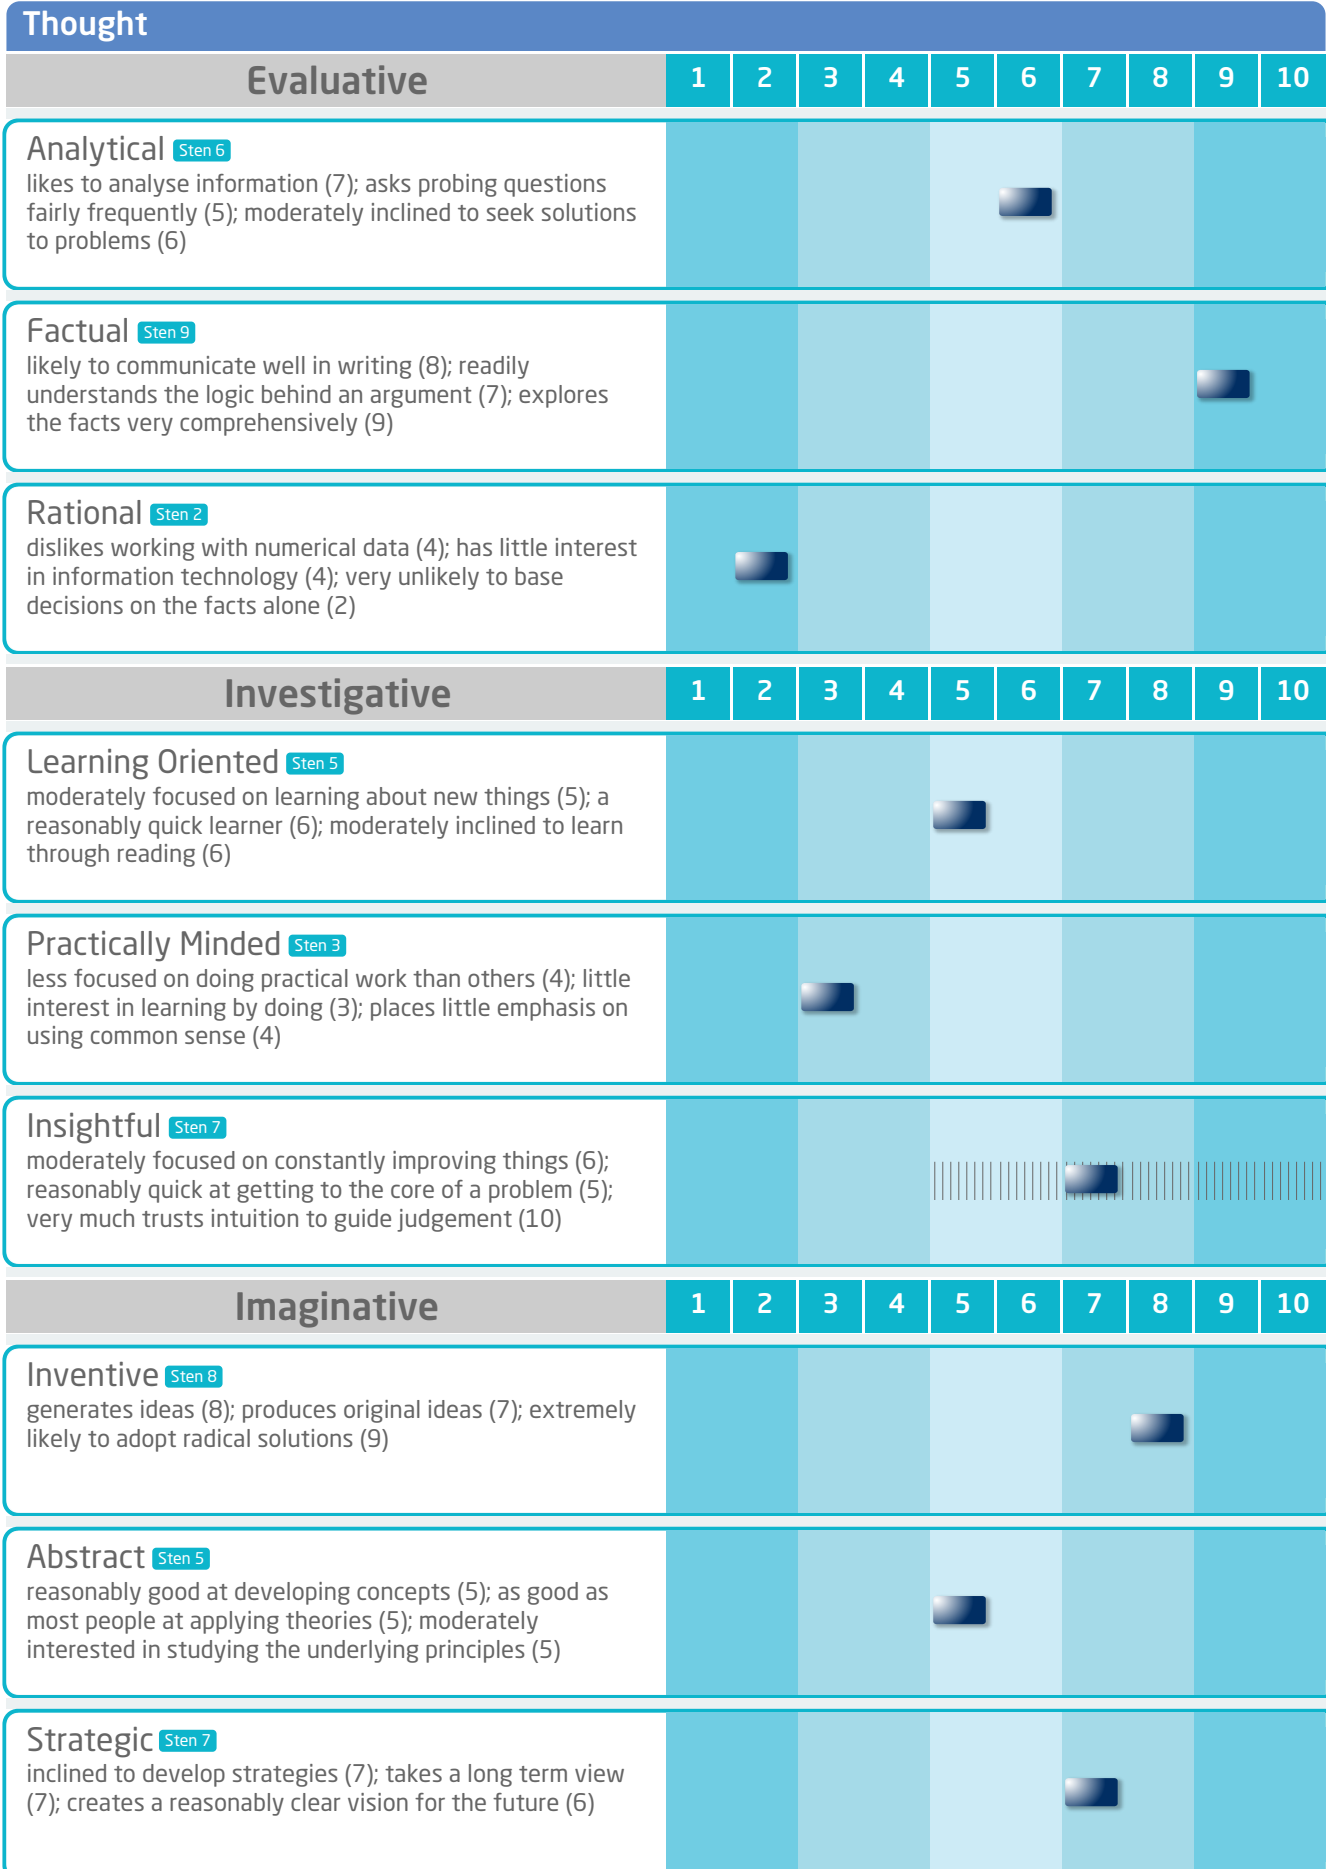 Thought
Evaluative 1 2 3 4 5 6 7 8 9 10
Analytical Sten 6
likes to analyse information (7); asks probing questions
fairly frequently (5); moderately inclined to seek solutions
to problems (6)
Factual Sten 9
likely to communicate well in writing (8); readily
understands the logic behind an argument (7); explores
the facts very comprehensively (9)
Rational Sten 2
dislikes working with numerical data (4); has little interest
in information technology (4); very unlikely to base
decisions on the facts alone (2)
Investigative 1 2 3 4 5 6 7 8 9 10
Learning Oriented Sten 5
moderately focused on learning about new things (5); a
reasonably quick learner (6); moderately inclined to learn
through reading (6)
Practically Minded Sten 3
less focused on doing practical work than others (4); little
interest in learning by doing (3); places little emphasis on
using common sense (4)
Insightful Sten 7
moderately focused on constantly improving things (6);
reasonably quick at getting to the core of a problem (5);
very much trusts intuition to guide judgement (10)
Imaginative 1 2 3 4 5 6 7 8 9 10
Inventive Sten 8
generates ideas (8); produces original ideas (7); extremely
likely to adopt radical solutions (9)
Abstract Sten 5
reasonably good at developing concepts (5); as good as
most people at applying theories (5); moderately
interested in studying the underlying principles (5)
Strategic Sten 7
inclined to develop strategies (7); takes a long term view
(7); creates a reasonably clear vision for the future (6)